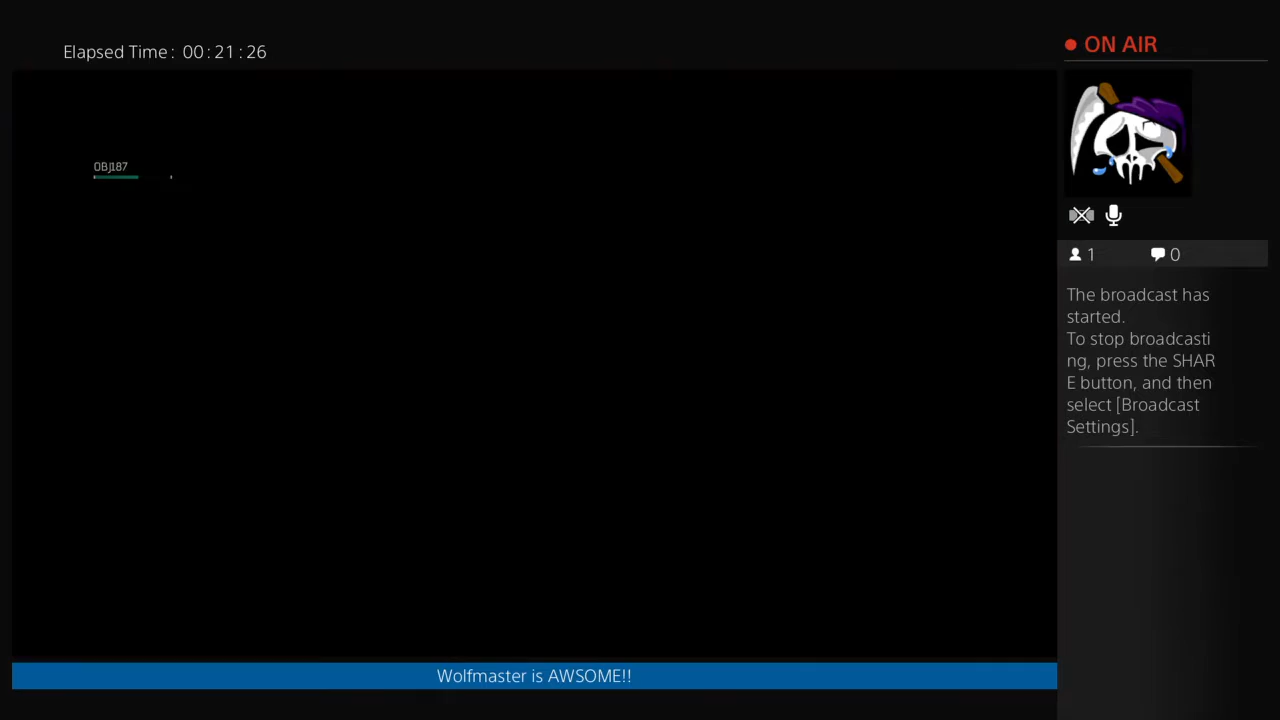 Elapsed Time: 00:21:26
ON AIR
OBJ187
1
0
The broadcast has
started.
To stop broadcasti
ng, press the SHAR
E button, and then
select [Broadcast
Settings].
Wolfmaster is AWSOME!!